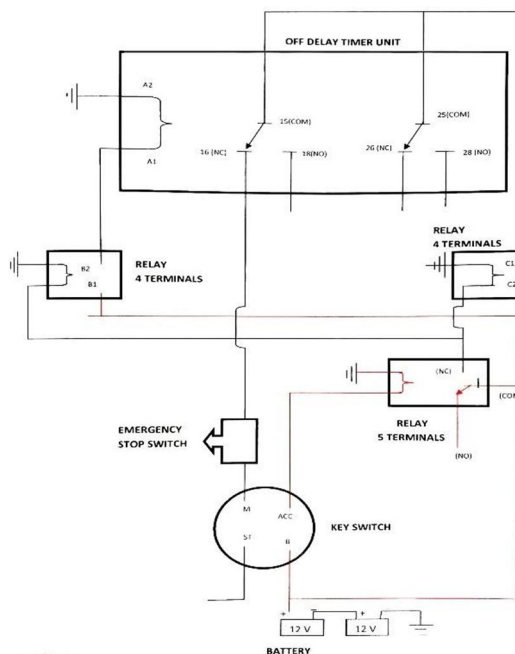 OFF DELAY TIMER UNIT
A2
15(COM)
25(COM)
16 (NC)
18(NO)
26 (NC)
28 (NO)
A1
RELAY
4 TERMINALS
B2
B1
RELAY
4 TERMINALS
C1
C2
(NC)
(COM
RELAY
5 TERMINALS
(NO)
EMERGENCY
STOP SWITCH
M
ACC
ST
B
KEY SWITCH
+
-
+
12 V
12 V
BATTERY